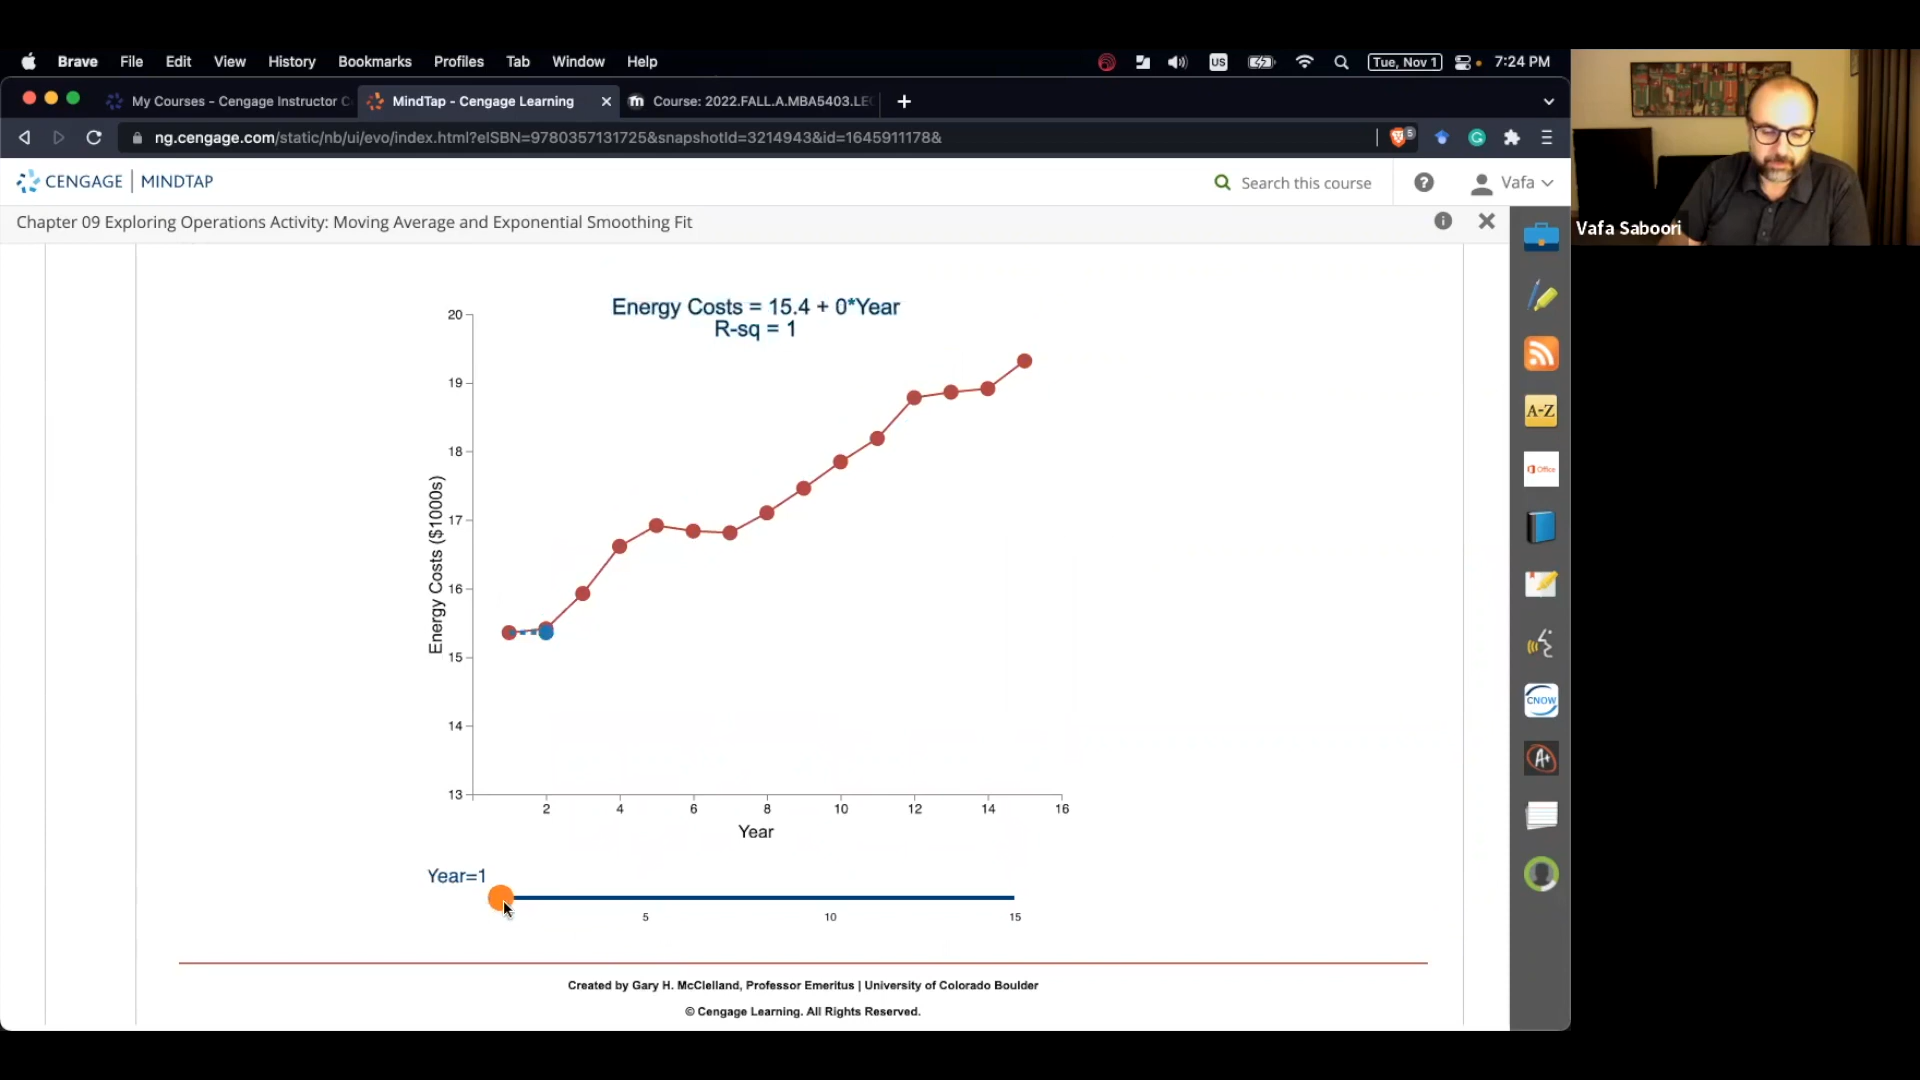 Brave File Edit View History Bookmarks Profiles Tab Window Help US Tue, Nov 1 7:24 PM
My Courses - Cengage Instructor C MindTap - Cengage Learning Course: 2022.FALL.A.MBA5403.LEC
ng.cengage.com/static/nb/ui/evo/index.html?eISBN=9780357131725&snapshotId=3214943&id=1645911178& 5
CENGAGE MINDTAP Search this course Vafa
Chapter 09 Exploring Operations Activity: Moving Average and Exponential Smoothing Fit
Vafa Saboori
Energy Costs = 15.4 + 0*Year
R-sq = 1
20
19
18
17
16
15
14
13
Energy Costs ($1000s)
2 4 6 8 10 12 14 16
Year
Year=1
5 10 15
Created by Gary H. McClelland, Professor Emeritus | University of Colorado Boulder
© Cengage Learning. All Rights Reserved.
A-Z
Office
CNOW
A+